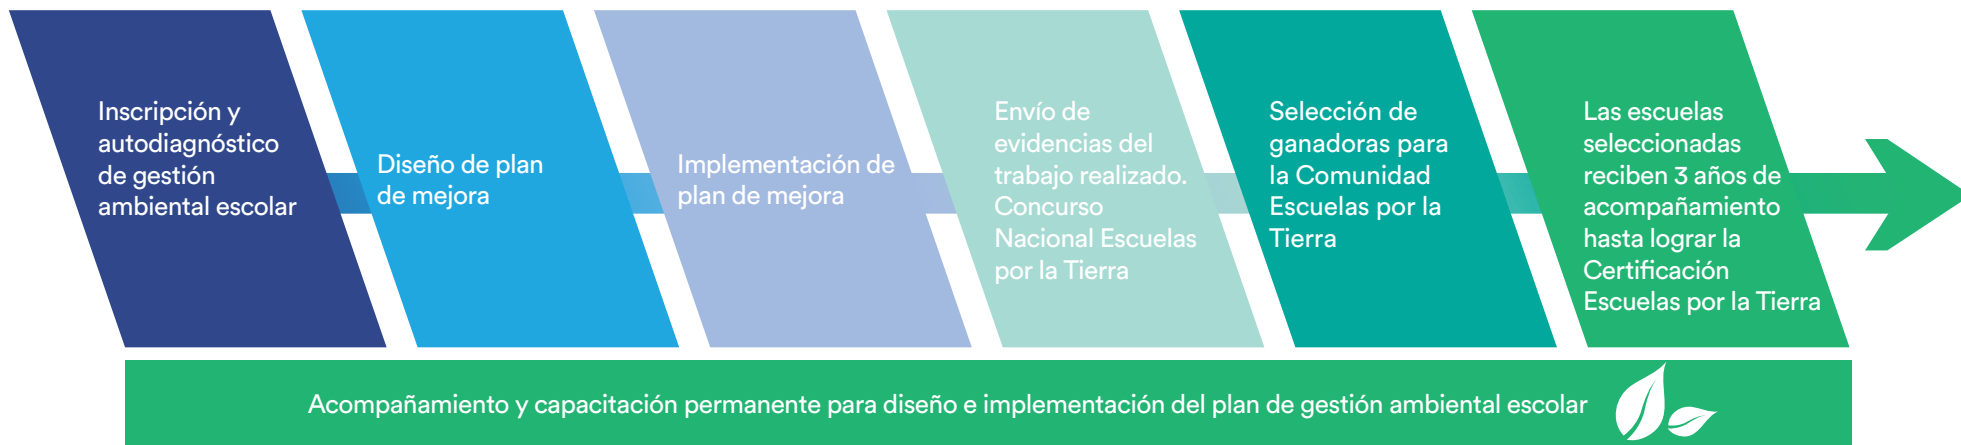 Inscripción y
autodiagnóstico
de gestión
ambiental escolar
Diseño de plan
de mejora
Implementación de
plan de mejora
Envío de
evidencias del
trabajo realizado.
Concurso
Nacional Escuelas
por la Tierra
Selección de
ganadoras para
la Comunidad
Escuelas por la
Tierra
Las escuelas
seleccionadas
reciben 3 años de
acompañamiento
hasta lograr la
Certificación
Escuelas por la Tierra
Acompañamiento y capacitación permanente para diseño e implementación del plan de gestión ambiental escolar